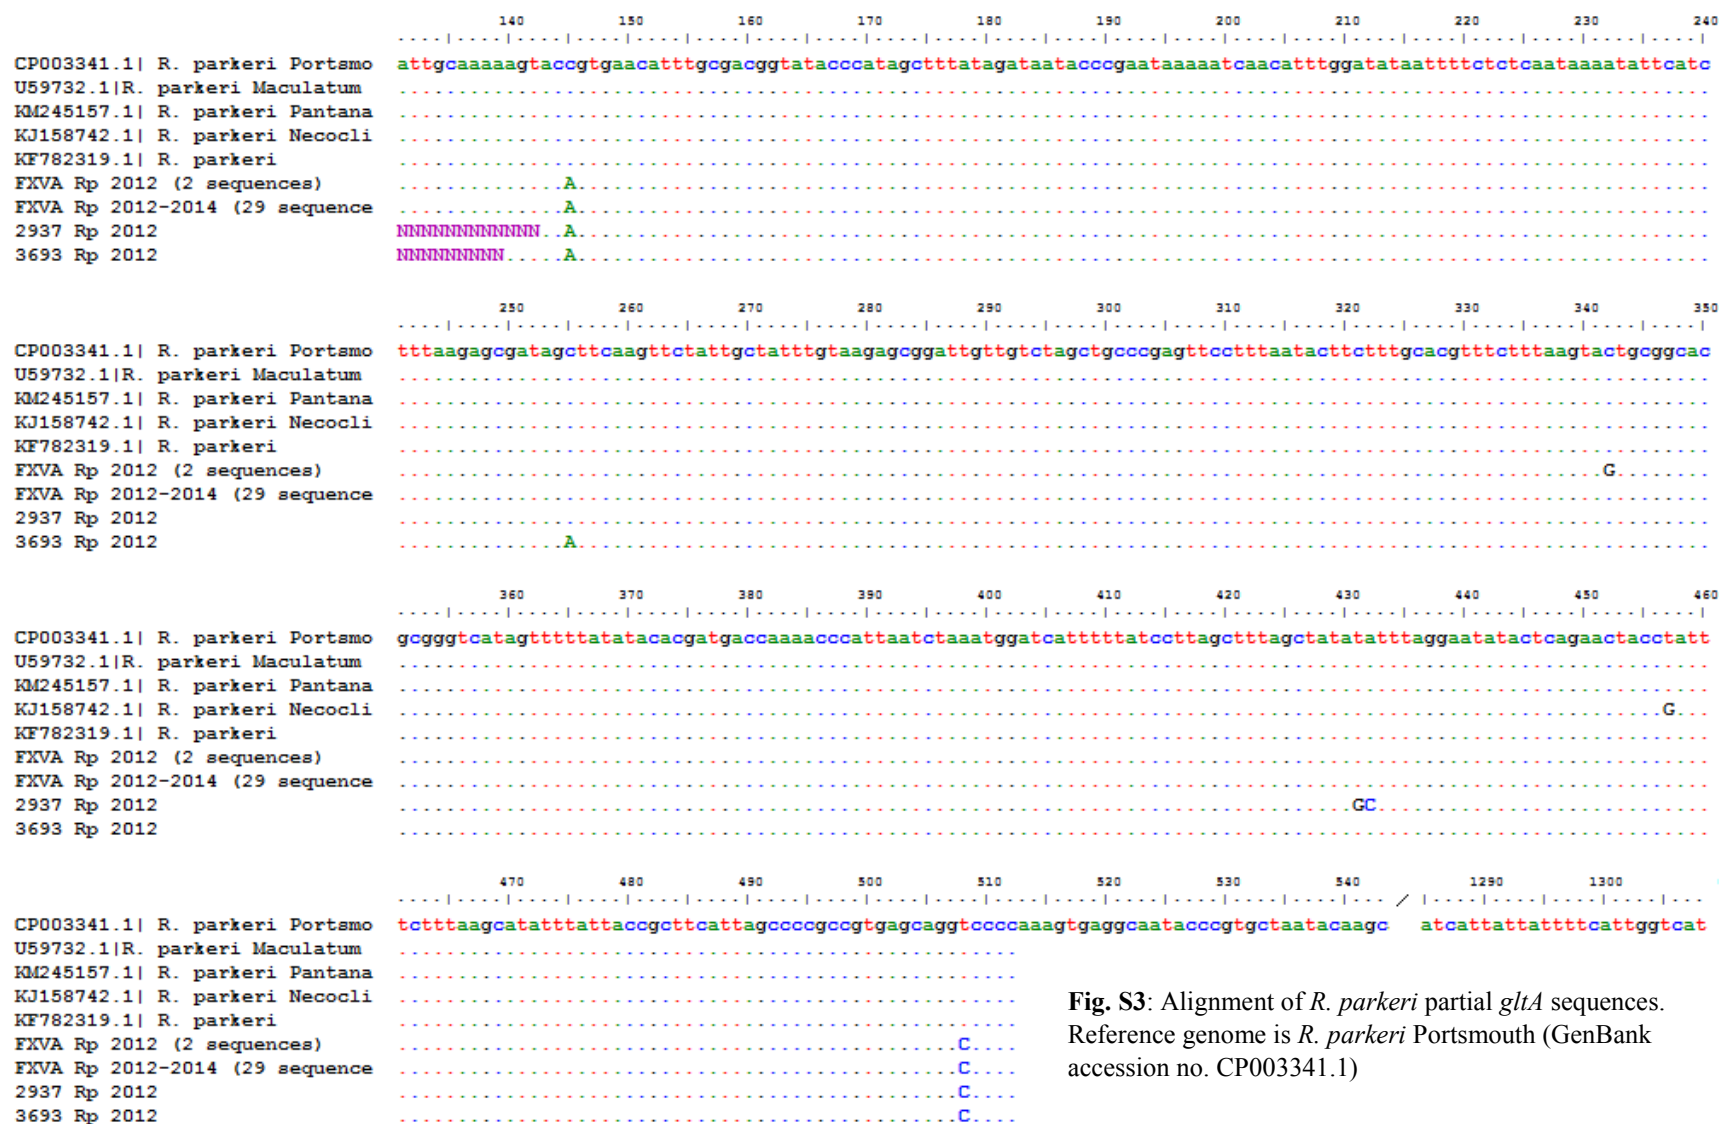 140 150 160 170 180 190 200 210 220 230 240
CP003341.1| R. parkeri Portsmo attgcaaaaagtaccgtgaacatttgcgacggtatacccatagctttatagataatacccgaataaaaatcaacatttggatataattttctctcaataaaatattcatc
U59732.1|R. parkeri Maculatum
KM245157.1| R. parkeri Pantana
KJ158742.1| R. parkeri Necocli
KF782319.1| R. parkeri
FXVA Rp 2012 (2 sequences) A
FXVA Rp 2012-2014 (29 sequence A
2937 Rp 2012 NNNNNNNNNNNN..A
3693 Rp 2012 NNNNNNNNN.....A
250 260 270 280 290 300 310 320 330 340 350
CP003341.1| R. parkeri Portsmo tttaagagcgatagcttcaagttctattgctatttgtaagagcggattgttgtctagctgcccgagttcctttaatacttctttgcacgtttctttaagtactgcggcac
U59732.1|R. parkeri Maculatum
KM245157.1| R. parkeri Pantana
KJ158742.1| R. parkeri Necocli
KF782319.1| R. parkeri
FXVA Rp 2012 (2 sequences) G
FXVA Rp 2012-2014 (29 sequence
2937 Rp 2012
3693 Rp 2012 A
360 370 380 390 400 410 420 430 440 450 460
CP003341.1| R. parkeri Portsmo gcgggtcatagtttttatatacacgatgaccaaaacccattaatctaaatggatcatttttatccttagctttagctatatatttaggaatatactcagaactacctatt
U59732.1|R. parkeri Maculatum
KM245157.1| R. parkeri Pantana
KJ158742.1| R. parkeri Necocli G
KF782319.1| R. parkeri
FXVA Rp 2012 (2 sequences)
FXVA Rp 2012-2014 (29 sequence
2937 Rp 2012 GC
3693 Rp 2012
470 480 490 500 510 520 530 540 / 1290 1300
CP003341.1| R. parkeri Portsmo tctttaagcatatttattaccgcttcattagccccgccgtgagcaggtccccaaagtgaggcaatacccgtgctaatacaagc atcattattattttcattggtcat
U59732.1|R. parkeri Maculatum
KM245157.1| R. parkeri Pantana
KJ158742.1| R. parkeri Necocli
KF782319.1| R. parkeri
FXVA Rp 2012 (2 sequences) C
FXVA Rp 2012-2014 (29 sequence C
2937 Rp 2012 C
3693 Rp 2012 C
Fig. S3: Alignment of R. parkeri partial gltA sequences.
Reference genome is R. parkeri Portsmouth (GenBank
accession no. CP003341.1)